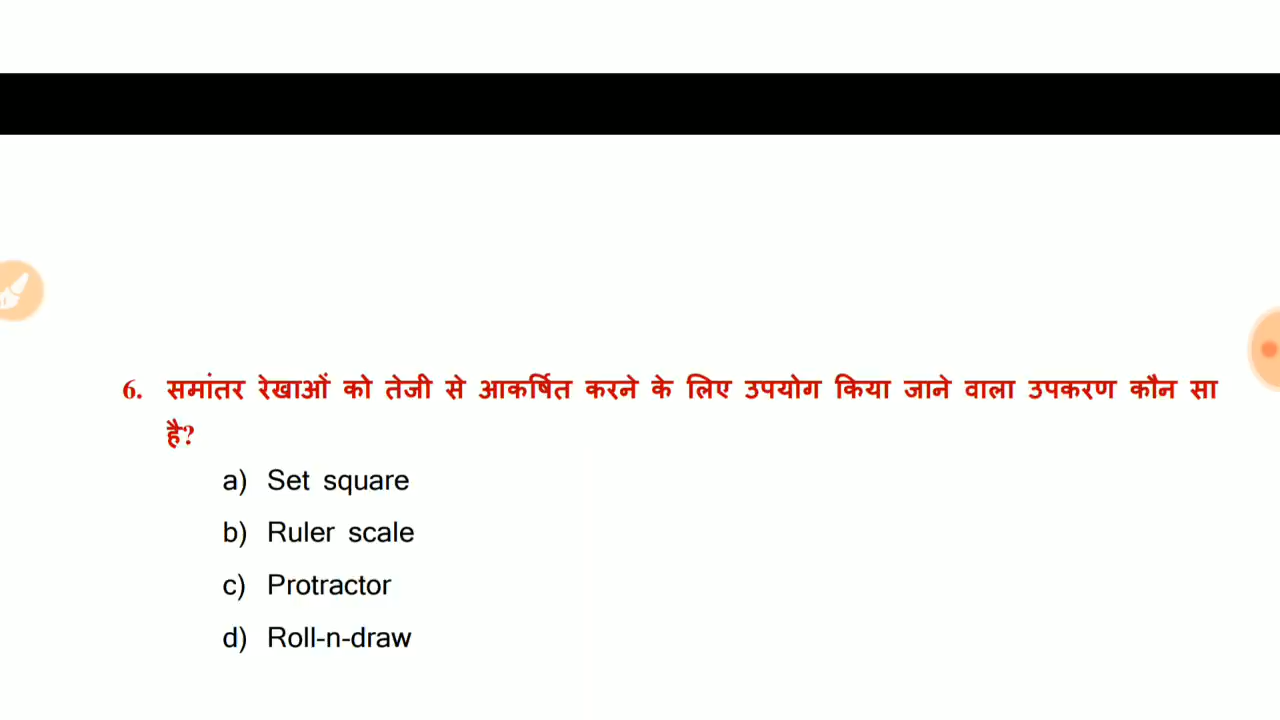 6. समांतर रेखाओं को तेजी से आकर्षित करने के लिए उपयोग किया जाने वाला उपकरण कौन सा
है?
a) Set square
b) Ruler scale
c) Protractor
d) Roll-n-draw